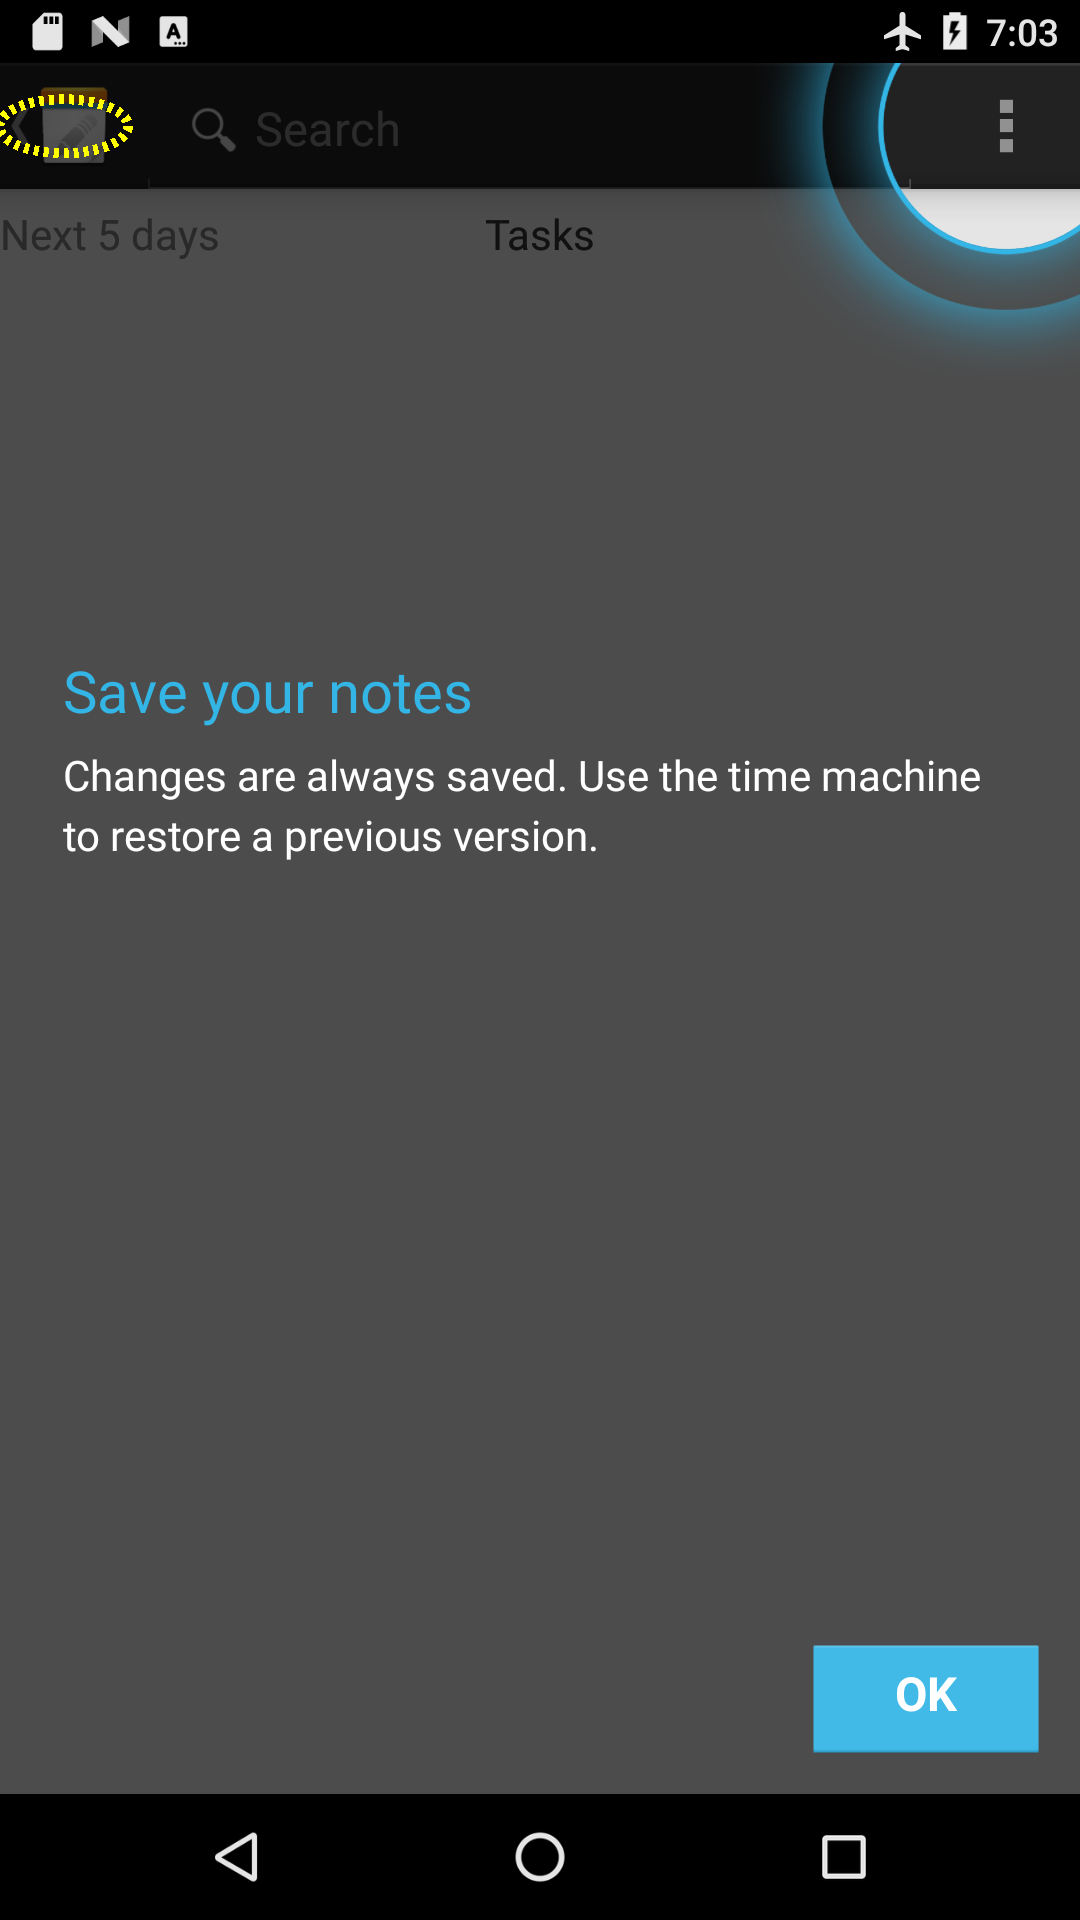 7:03
Search
Next 5 days
Tasks
Save your notes
Changes are always saved. Use the time machine
to restore a previous version.
OK